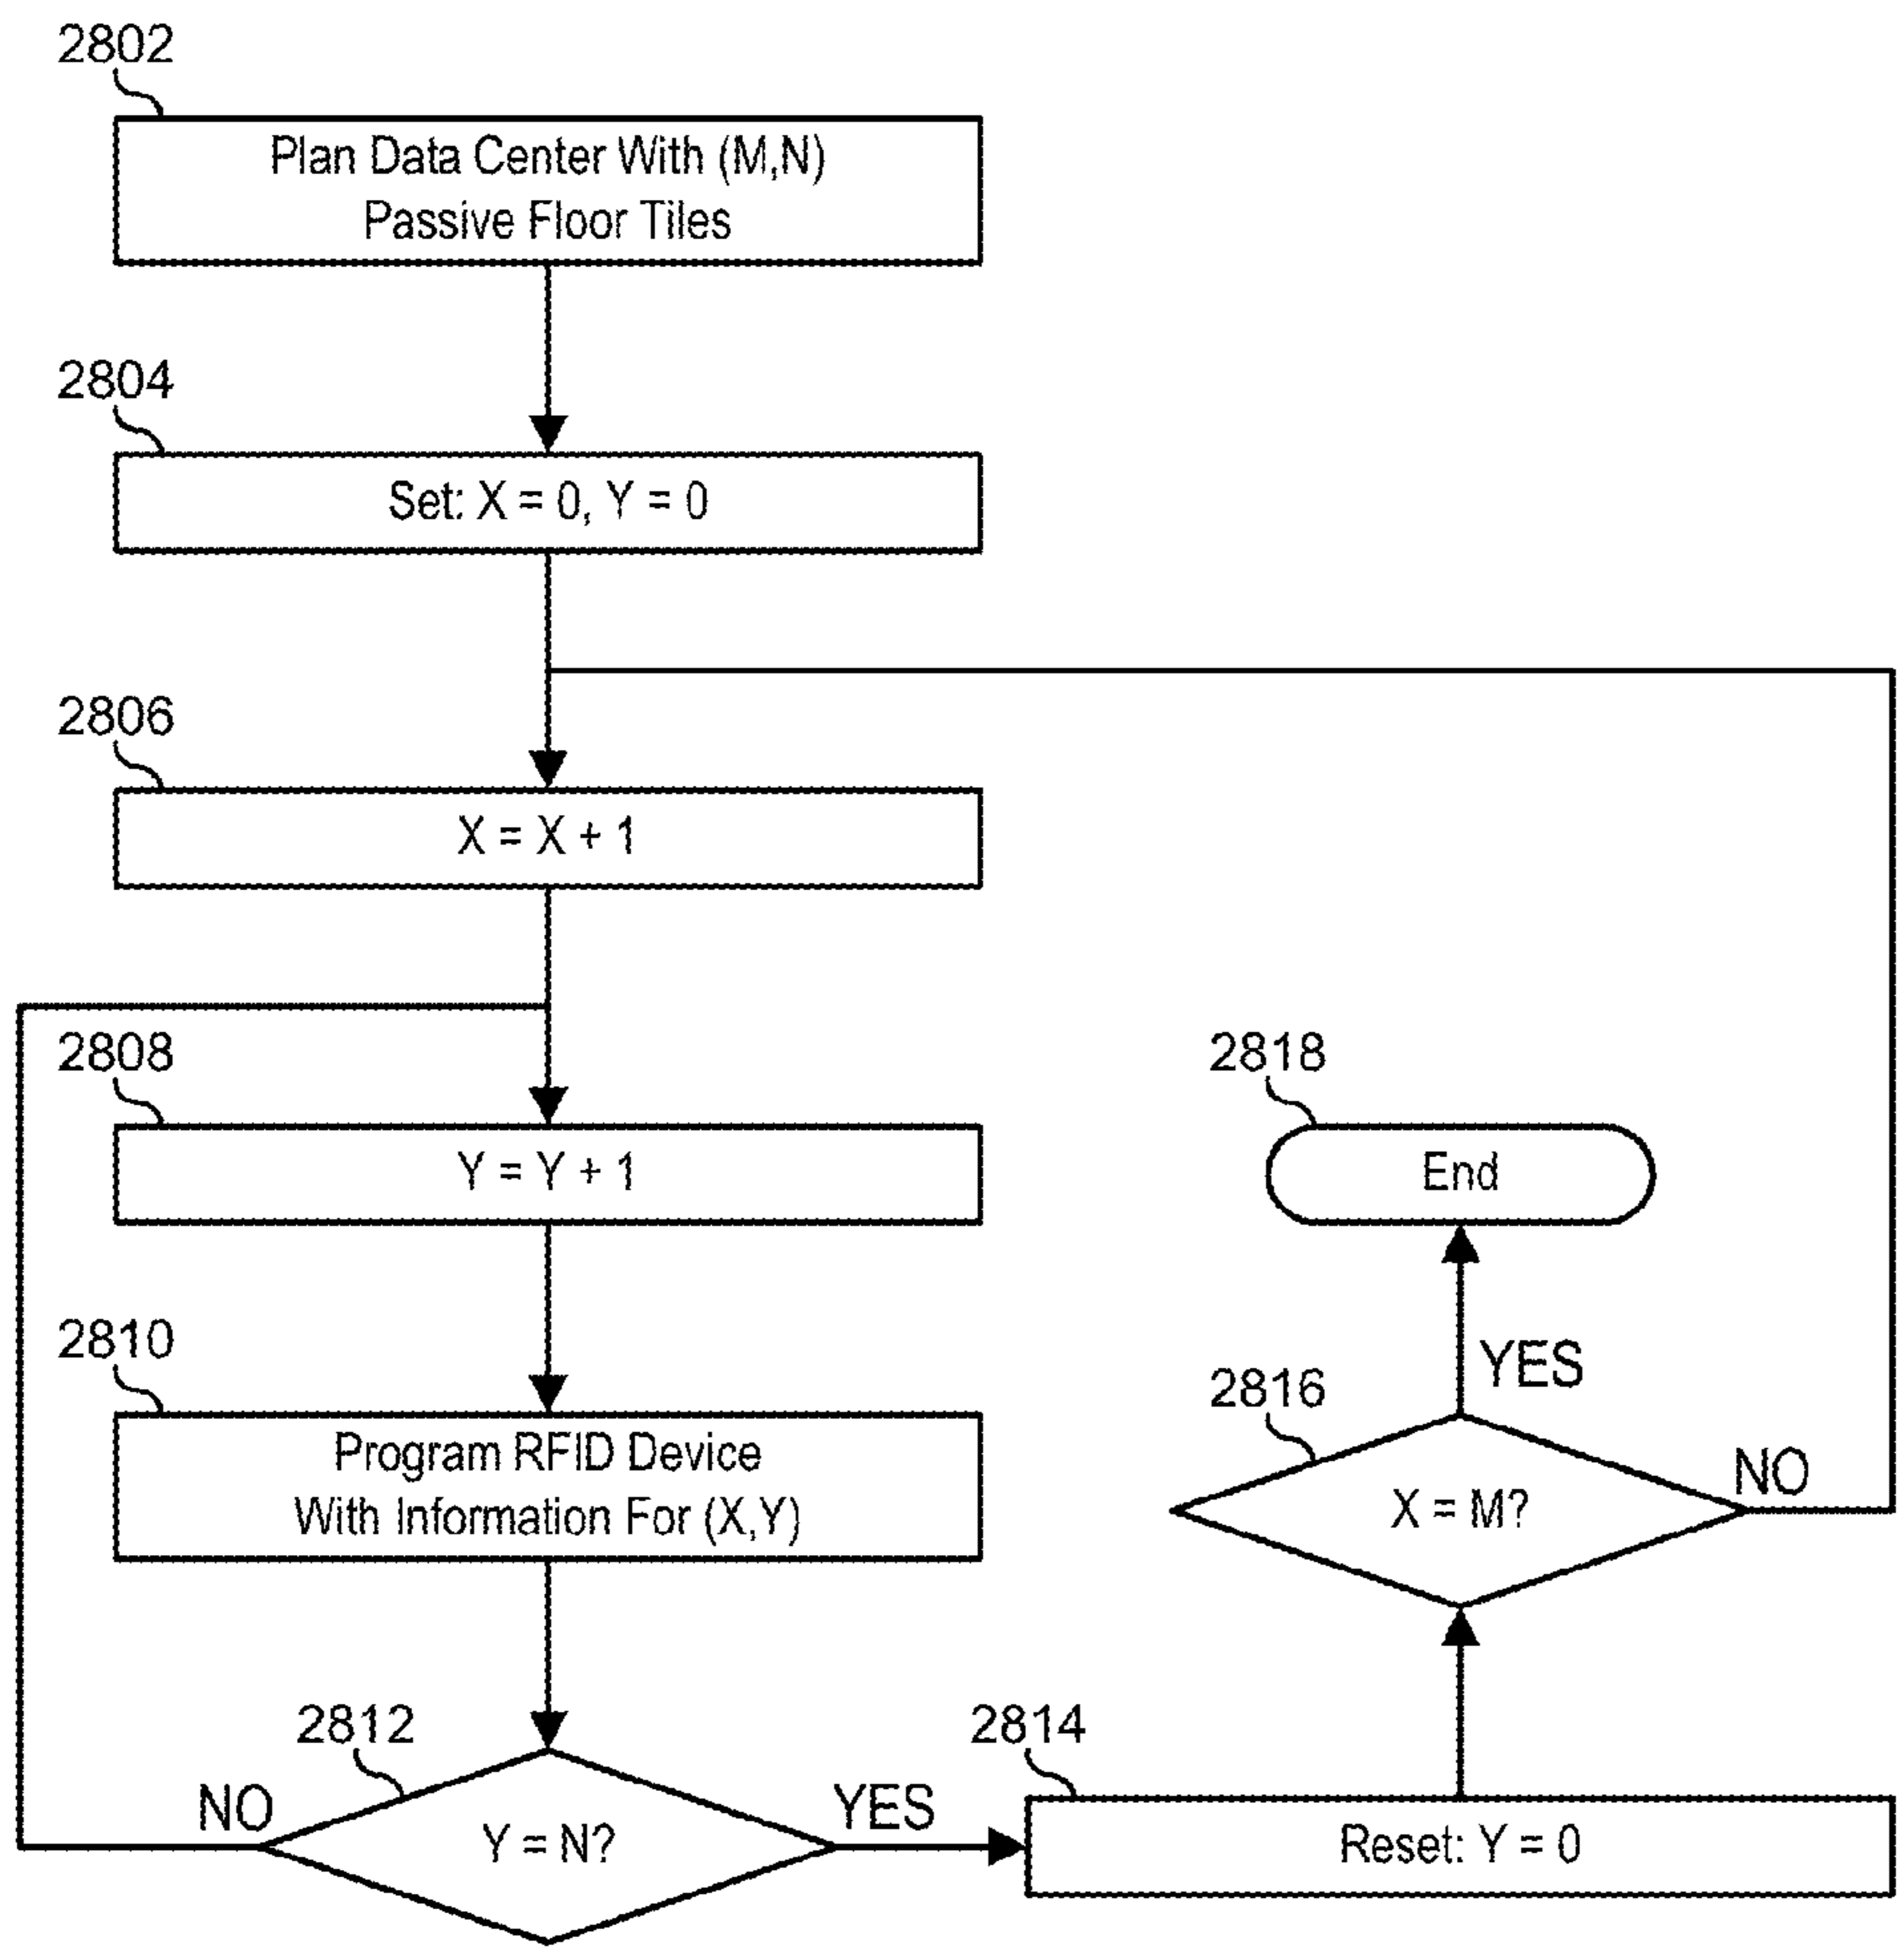 2802
Plan Data Center With (M,N)
Passive Floor Tiles
2804
Set: X = 0, Y = 0
2806
X = X + 1
2808
Y = Y + 1
2810
Program RFID Device
With Information For (X,Y)
2812
Y = N?
NO
YES
2814
Reset: Y = 0
2816
X = M?
NO
YES
2818
End